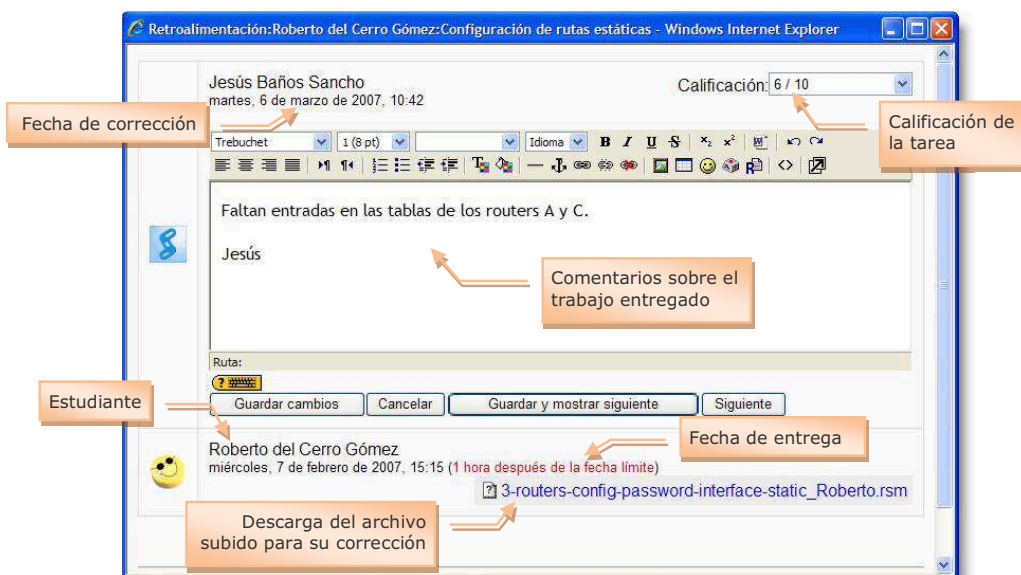 Retroalimentación:Roberto del Cerro Gómez:Configuración de rutas estáticas - Windows Internet Explorer
Jesús Baños Sancho
martes, 6 de marzo de 2007, 10:42
Calificación: 6 / 10
Fecha de corrección
Calificación de
la tarea
Trebuchet 1 (8 pt) Idioma B I U S x₂ x²
Faltan entradas en las tablas de los routers A y C.
Jesús
Comentarios sobre el
trabajo entregado
Ruta:
?
Estudiante
Guardar cambios Cancelar Guardar y mostrar siguiente Siguiente
Roberto del Cerro Gómez
Fecha de entrega
miércoles, 7 de febrero de 2007, 15:15 (1 hora después de la fecha límite)
3-routers-config-password-interface-static_Roberto.rsm
Descarga del archivo
subido para su corrección